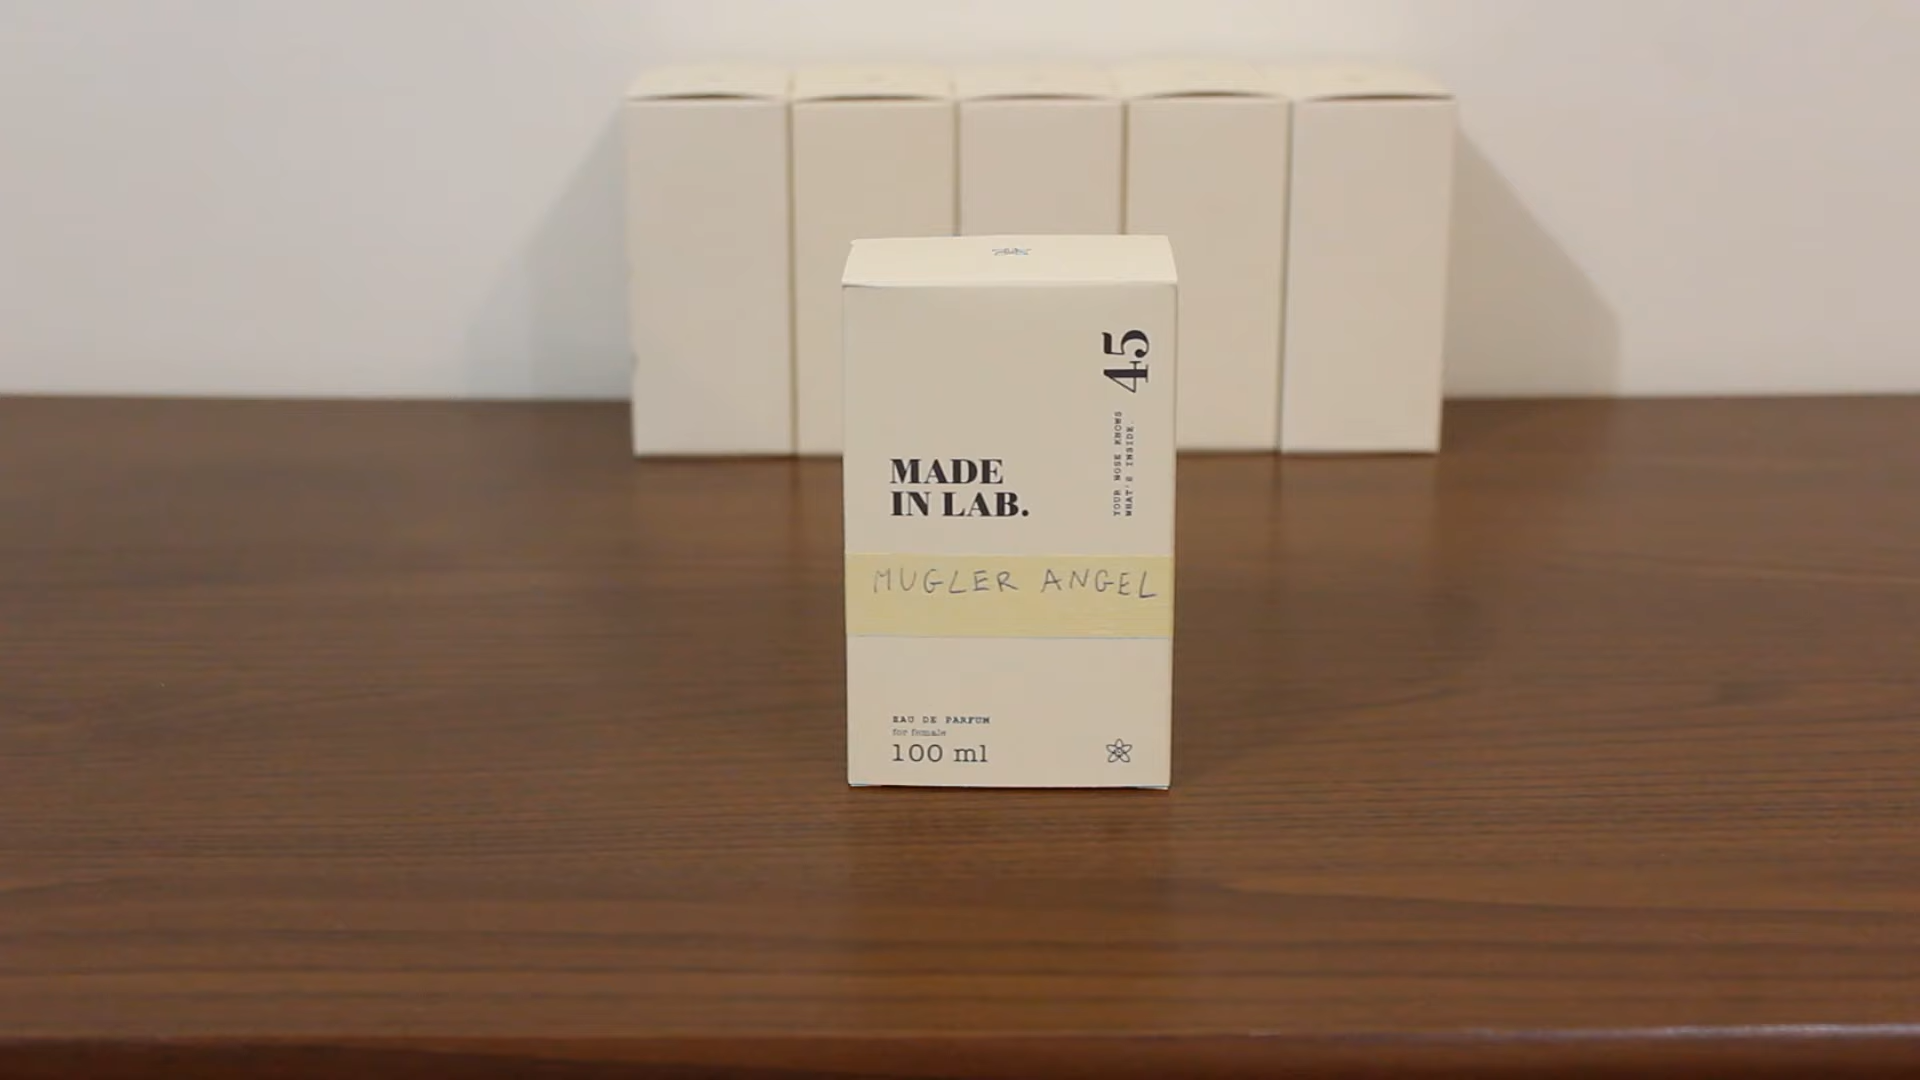 45
YOUR NOSE KNOWS
WHAT'S INSIDE.
MADE
IN LAB.
MUGLER ANGEL
EAU DE PARFUM
for female
100 ml